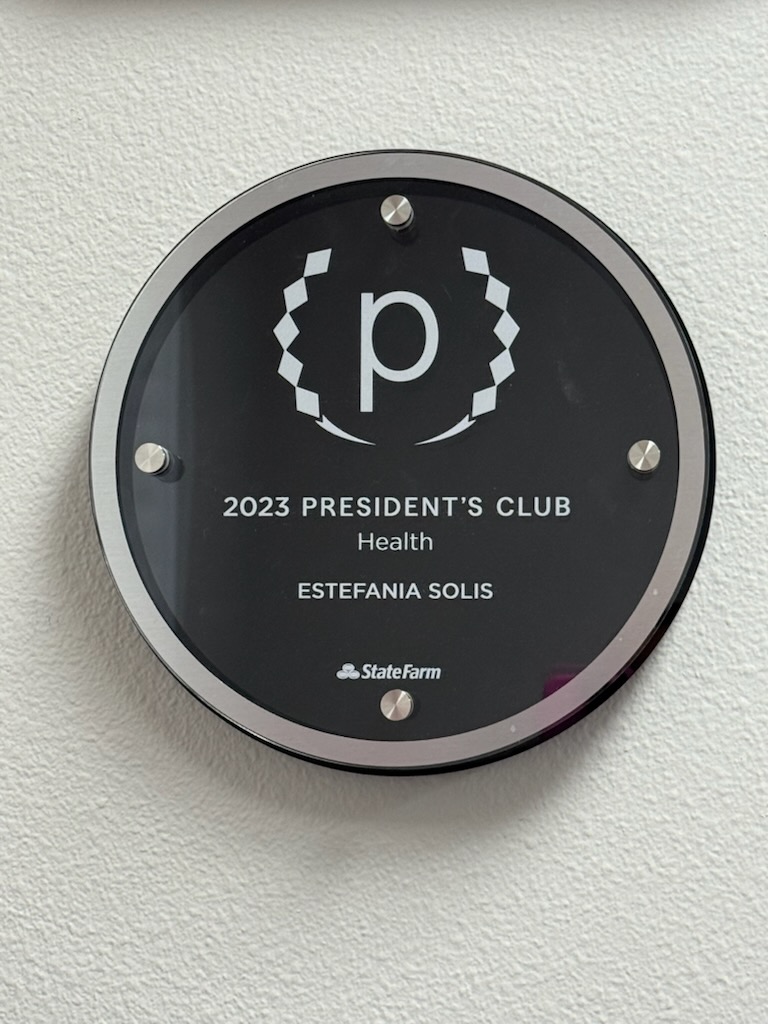 p
2023 PRESIDENT'S CLUB
Health
ESTEFANIA SOLIS
StateFarm